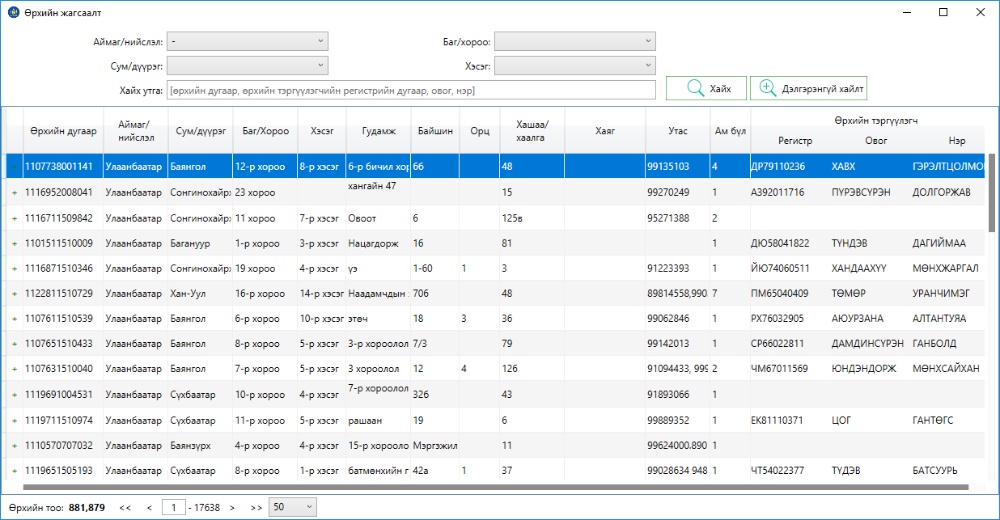 Өрхийн жагсаалт
Аймаг/нийслэл: - Баг/хороо:
Сум/дүүрэг: Хэсэг:
Хайх утга: [өрхийн дугаар, өрхийн тэргүүлэгчийн регистрийн дугаар, овог, нэр] Хайх Дэлгэрэнгүй хайлт
Өрхийн дугаар Аймаг/нийслэл Сум/дүүрэг Баг/Хороо Хэсэг Гудамж Байшин Орц Хашаа/хаалга Хаяг Утас Ам бүл Өрхийн тэргүүлэгч
Регистр Овог Нэр
1107738001141 Улаанбаатар Баянгол 12-р хороо 8-р хэсэг 6-р бичил хор 66 48 99135103 4 ДР79110236 ХАВХ ГЭРЭЛТЦОЛМО
+ 1116952008041 Улаанбаатар Сонгинохайрх 23 хороо хангайн 47 15 99270249 1 АЗ92011716 ПҮРЭВСҮРЭН ДОЛГОРЖАВ
+ 1116711509842 Улаанбаатар Сонгинохайрх 11 хороо 7-р хэсэг Овоот 6 125в 95271388 2
+ 1101511510009 Улаанбаатар Багануур 1-р хороо 3-р хэсэг Нацагдорж 16 81 1 ДЮ58041822 ТҮНДЭВ ДАГИЙМАА
+ 1116871510346 Улаанбаатар Сонгинохайрх 19 хороо 4-р хэсэг үз 1-60 1 3 91223393 1 ЙЮ74060511 ХАНДААХҮҮ МӨНХЖАРГАЛ
+ 1122811510729 Улаанбаатар Хан-Уул 16-р хороо 14-р хэсэг Наадамчдын 706 48 89814558,990 7 ПМ65040409 ТӨМӨР УРАНЧИМЭГ
+ 1107611510539 Улаанбаатар Баянгол 6-р хороо 10-р хэсэг этөч 18 3 36 99062846 1 РХ76032905 АЮУРЗАНА АЛТАНТУЯА
+ 1107651510433 Улаанбаатар Баянгол 8-р хороо 5-р хэсэг 3-р хороолол 7/3 79 99142013 1 СР66022811 ДАМДИНСҮРЭН ГАНБОЛД
+ 1107631510040 Улаанбаатар Баянгол 7-р хороо 5-р хэсэг 3 хороолол 12 4 126 91094433, 999 2 ЧМ67011569 ЮНДЭНДОРЖ МӨНХСАЙХАН
+ 1119691004531 Улаанбаатар Сүхбаатар 10-р хороо 4-р хэсэг 7-р хороолол 32б 43 91893066 1
+ 1119711510974 Улаанбаатар Сүхбаатар 11-р хороо 5-р хэсэг рашаан 19 6 99889352 1 ЕК81110371 ЦОГ ГАНТӨГС
+ 1110570707032 Улаанбаатар Баянзүрх 4-р хороо 4-р хэсэг 15-р хорооло Мэргэжил 11 99624000.890 1
+ 1119651505193 Улаанбаатар Сүхбаатар 8-р хороо 1-р хэсэг батмөнхийн г 42а 1 37 99028634 948 1 ЧТ54022377 ТҮДЭВ БАТСУУРЬ
Өрхийн тоо: 881,879 << < 1 - 17638 > >> 50